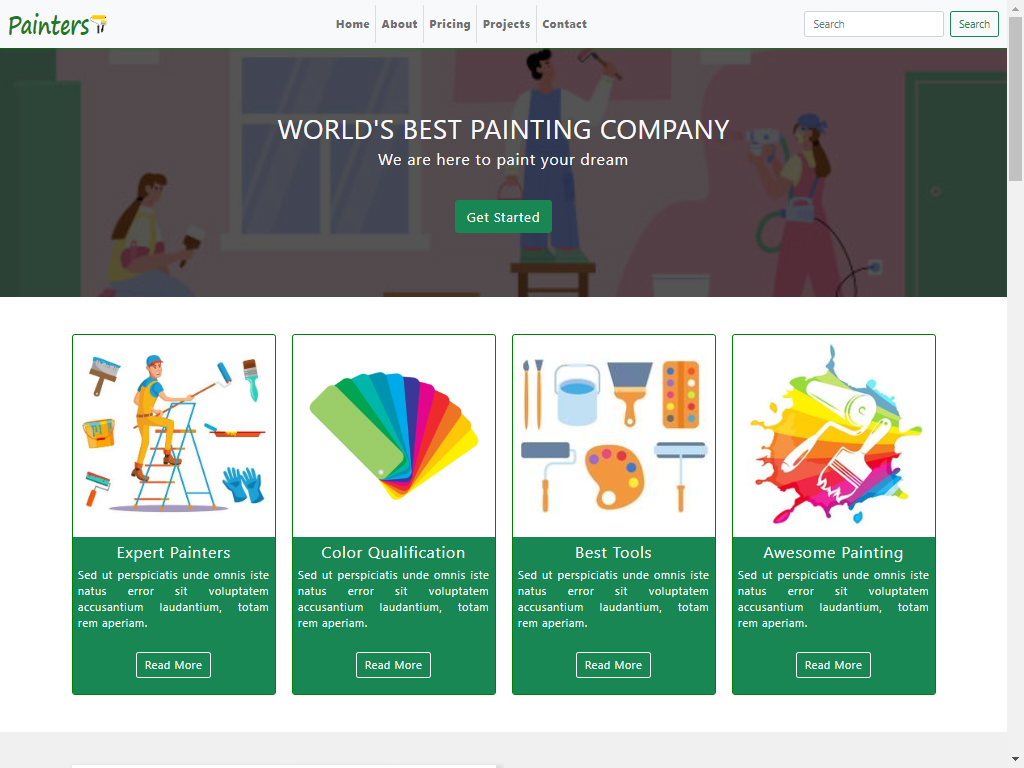 Painters
Home
About
Pricing
Projects
Contact
Search
Search
WORLD'S BEST PAINTING COMPANY
We are here to paint your dream
Get Started
Expert Painters
Sed ut perspiciatis unde omnis iste
natus error sit voluptatem
accusantium laudantium, totam
rem aperiam.
Read More
Color Qualification
Sed ut perspiciatis unde omnis iste
natus error sit voluptatem
accusantium laudantium, totam
rem aperiam.
Read More
Best Tools
Sed ut perspiciatis unde omnis iste
natus error sit voluptatem
accusantium laudantium, totam
rem aperiam.
Read More
Awesome Painting
Sed ut perspiciatis unde omnis iste
natus error sit voluptatem
accusantium laudantium, totam
rem aperiam.
Read More